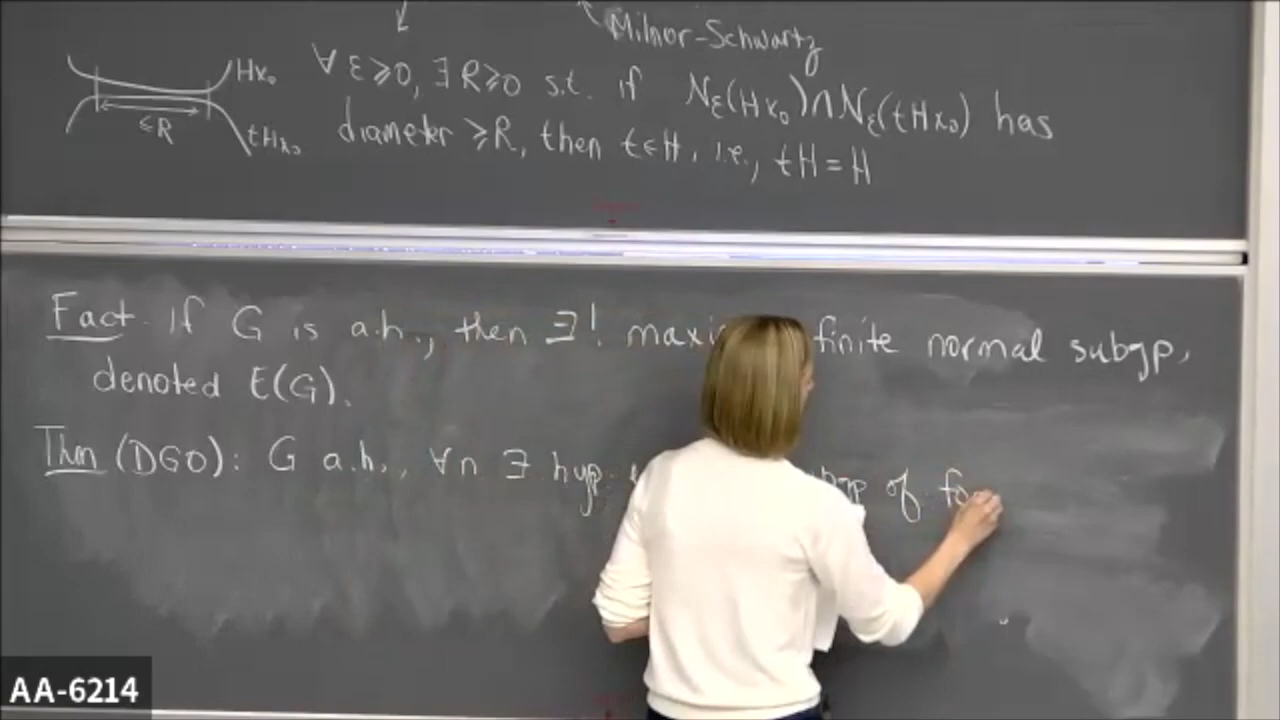 Milnor-Schwartz
∀ ε≥0, ∃ R≥0 s.t. if N_ε(Hx₀)∩N_ε(tHx₀) has
diameter ≥R, then t∈H, i.e., tH=H
Hx₀
≤R
tHx₀
Fact. If G is a.h., then ∃! finite normal subgp,
denoted E(G).
Thm (DGO): G a.h., ∀n ∃ hyp. of
AA-6214